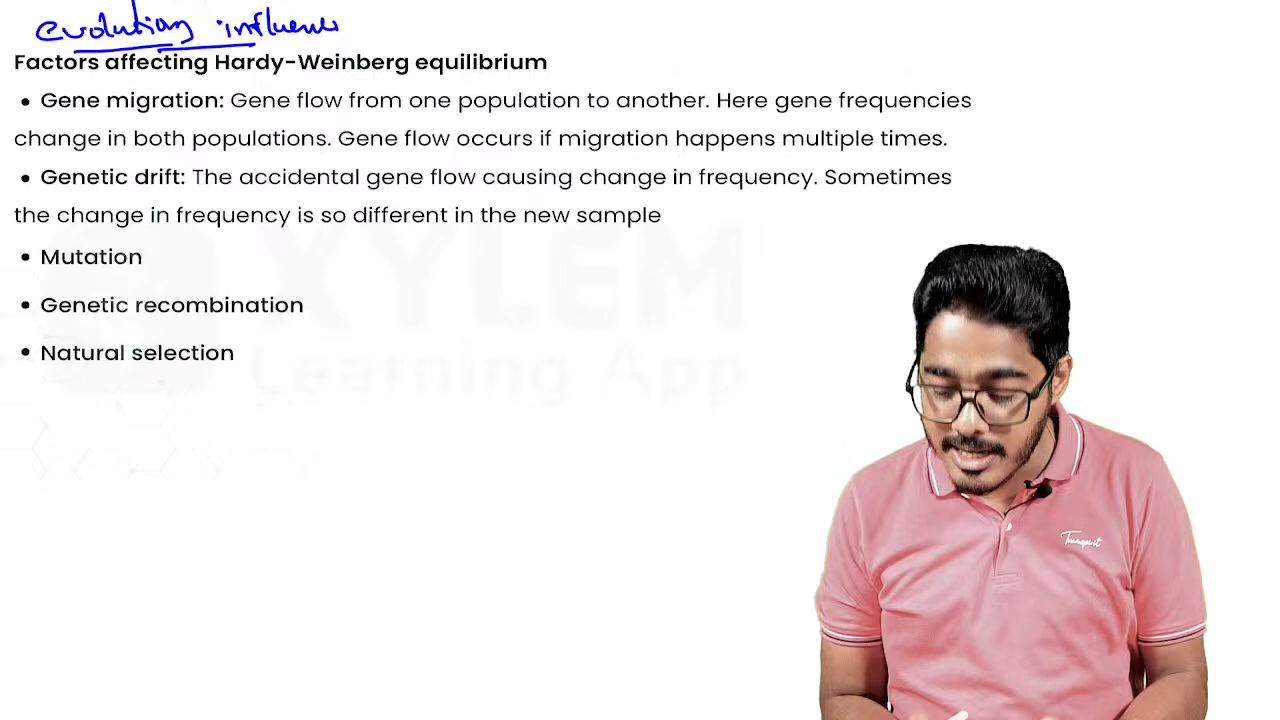 evolution influence
Factors affecting Hardy-Weinberg equilibrium
• Gene migration: Gene flow from one population to another. Here gene frequencies
change in both populations. Gene flow occurs if migration happens multiple times.
• Genetic drift: The accidental gene flow causing change in frequency. Sometimes
the change in frequency is so different in the new sample
• Mutation
• Genetic recombination
• Natural selection
XYLEM
Learning App